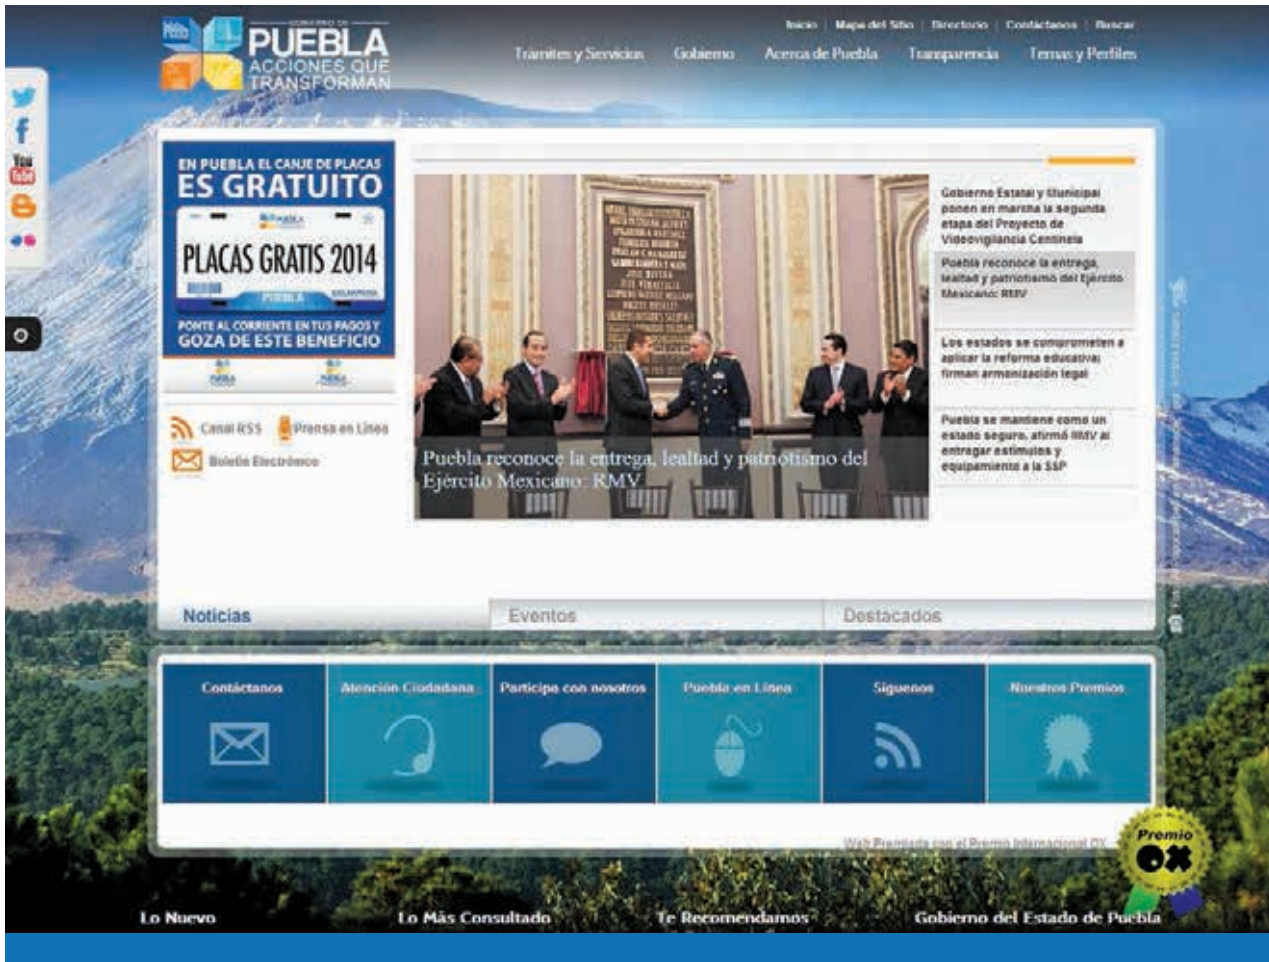 GOBIERNO DE
PUEBLA
ACCIONES QUE
TRANSFORMAN
Inicio | Mapa del Sitio | Directorio | Contáctanos | Buscar
Trámites y Servicios Gobierno Acerca de Puebla Transparencia Temas y Perfiles
You
Tube
EN PUEBLA EL CANJE DE PLACAS
ES GRATUITO
PUEBLA
PLACAS GRATIS 2014
PUEBLA
PONTE AL CORRIENTE EN TUS PAGOS Y
GOZA DE ESTE BENEFICIO
PUEBLA PUEBLA
Canal RSS Prensa en Línea
Boletín Electrónico
Puebla reconoce la entrega, lealtad y patriotismo del
Ejército Mexicano: RMV
Gobierno Estatal y Municipal
ponen en marcha la segunda
etapa del Proyecto de
Videovigilancia Centinela
Puebla reconoce la entrega,
lealtad y patriotismo del Ejército
Mexicano: RMV
Los estados se comprometen a
aplicar la reforma educativa:
firman armonización legal
Puebla se mantiene como un
estado seguro, afirmó RMV al
entregar estímulos y
equipamiento a la SSP
Noticias Eventos Destacados
Contáctanos Atención Ciudadana Participa con nosotros Puebla en Línea Síguenos Nuestros Premios
Web Premiada con el Premio Internacional OX
Premio
OX
Lo Nuevo Lo Más Consultado Te Recomendamos Gobierno del Estado de Puebla